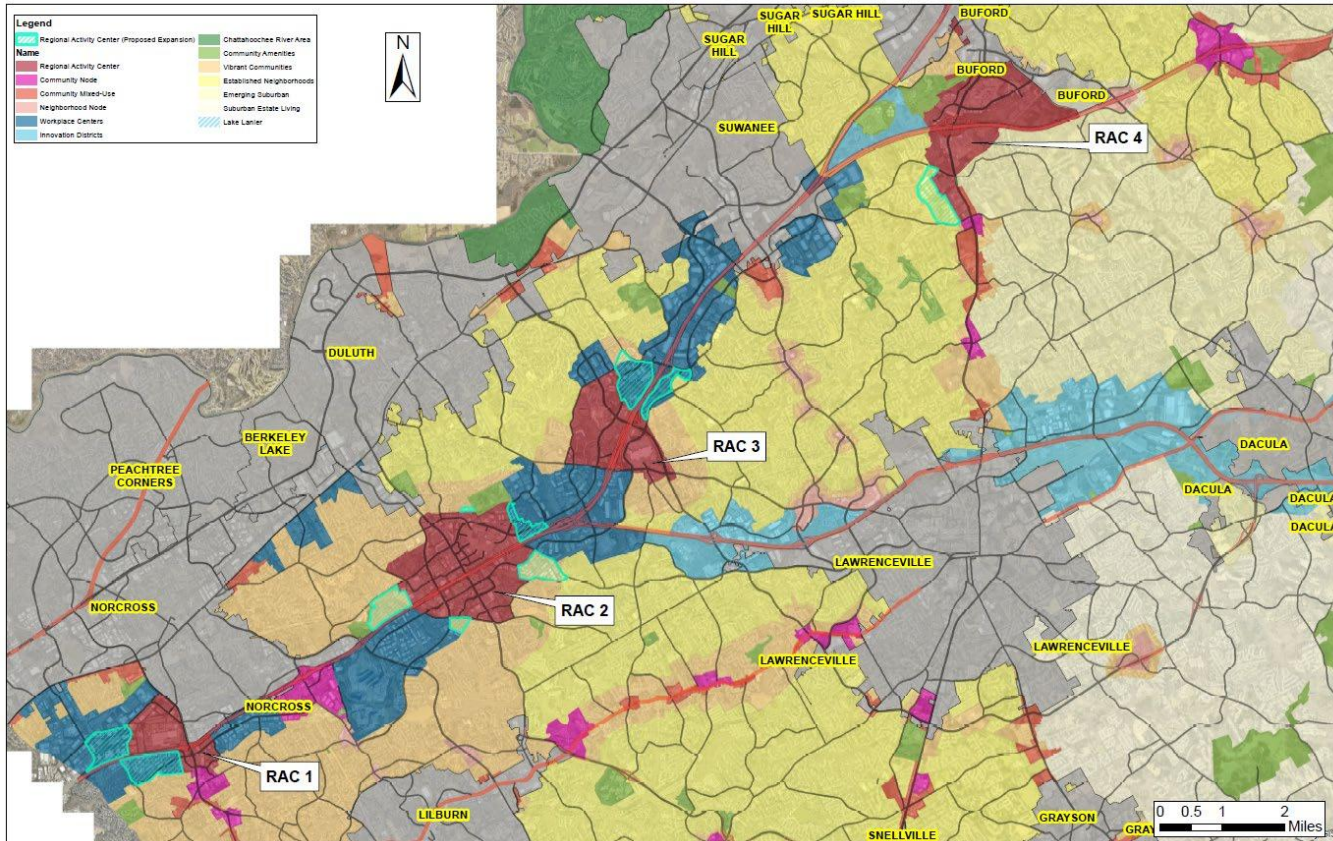 Legend
Regional Activity Center (Proposed Expansion)
Name
Regional Activity Center
Community Node
Community Mixed-Use
Neighborhood Node
Workplace Centers
Innovation Districts
Chattahoochee River Area
Community Amenities
Vibrant Communities
Established Neighborhoods
Emerging Suburban
Suburban Estate Living
Lake Lanier
N
SUGAR
HILL
SUGAR HILL
SUGAR
HILL
BUFORD
BUFORD
BUFORD
SUWANEE
RAC 4
DULUTH
BERKELEY
LAKE
PEACHTREE
CORNERS
RAC 3
DACULA
DACULA
DACULA
DACULA
LAWRENCEVILLE
NORCROSS
RAC 2
LAWRENCEVILLE
LAWRENCEVILLE
NORCROSS
RAC 1
LILBURN
SNELLVILLE
GRAYSON
GRAY
0 0.5 1 2
Miles